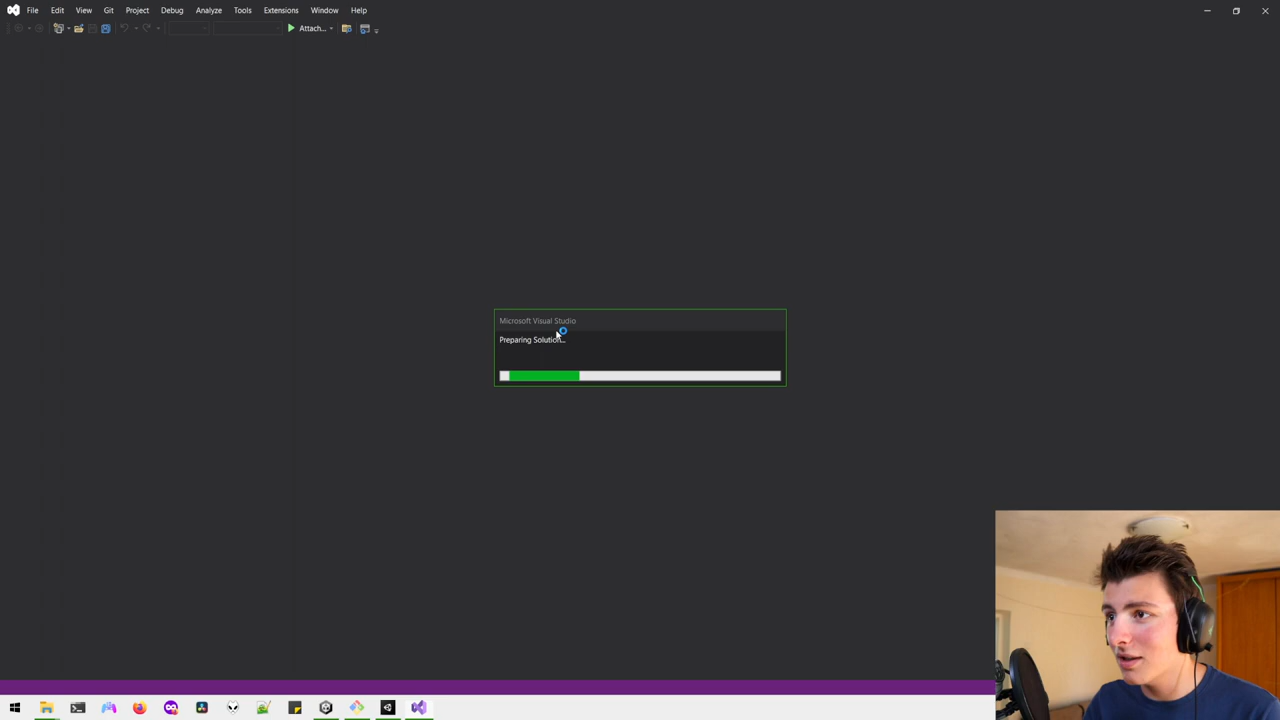 File Edit View Git Project Debug Analyze Tools Extensions Window Help
Attach...
Microsoft Visual Studio
Preparing Solution...